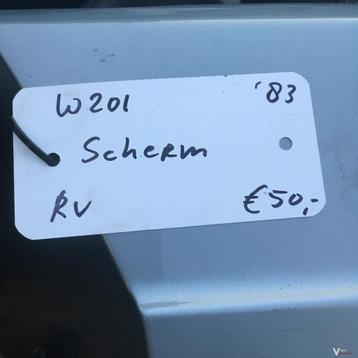 W201 '83
Scherm
RV €50,-